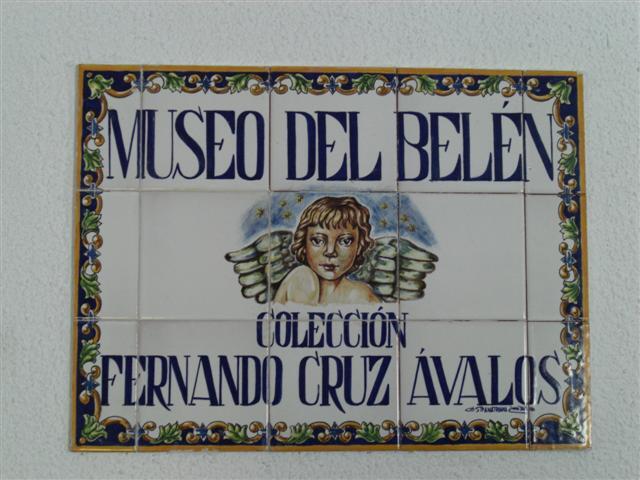 MUSEO DEL BELÉN
COLECCIÓN
FERNANDO CRUZ ÁVALOS